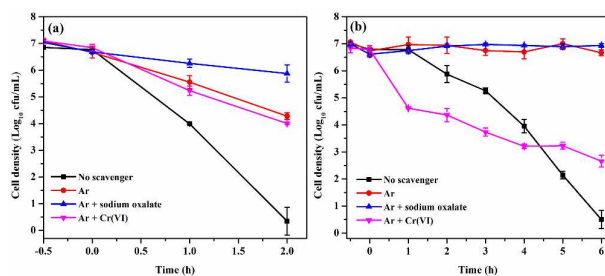 (a)
Cell density (Log10 cfu/mL)
8
7
6
5
4
3
2
1
0
No scavenger
Ar
Ar + sodium oxalate
Ar + Cr(VI)
-0.5 0.0 0.5 1.0 1.5 2.0
Time (h)
(b)
Cell density (Log10 cfu/mL)
8
7
6
5
4
3
2
1
0
No scavenger
Ar
Ar + sodium oxalate
Ar + Cr(VI)
0 1 2 3 4 5 6
Time (h)